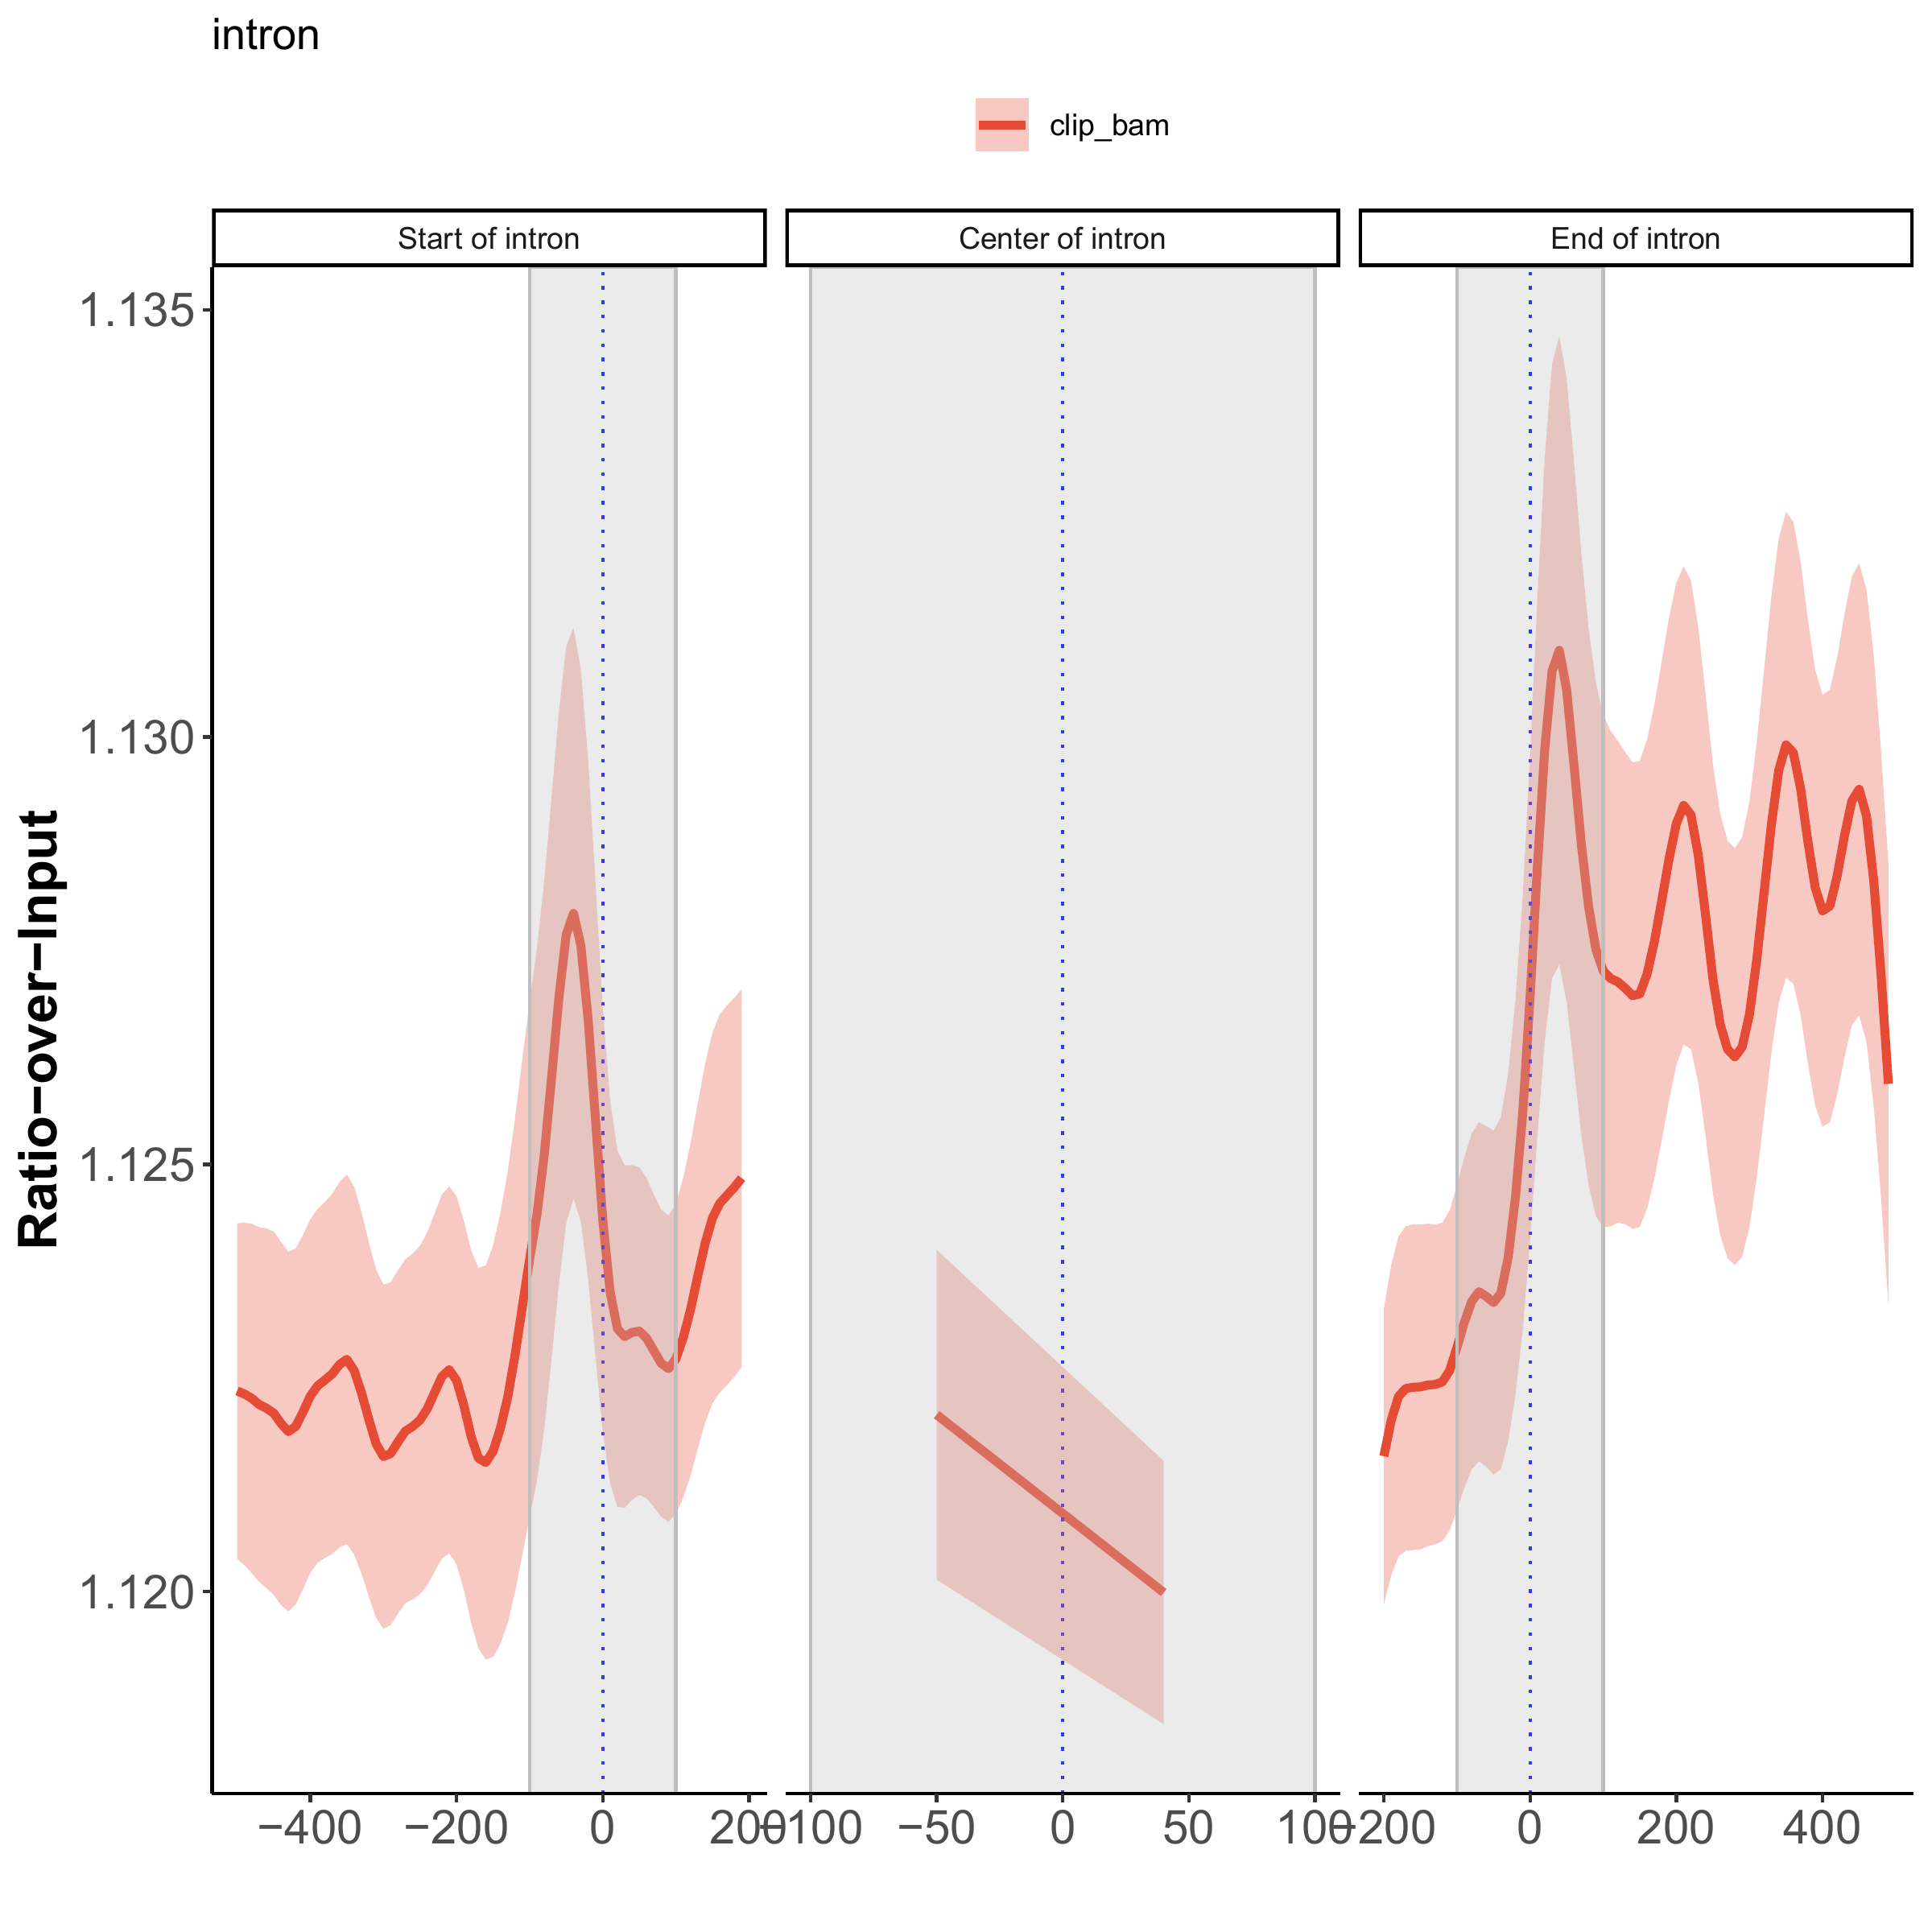 intron
clip_bam
Start of intron
Center of intron
End of intron
1.135
1.130
1.125
1.120
Ratio−over−Input
−400 −200 0 200
−100 −50 0 50 100
−200 0 200 400